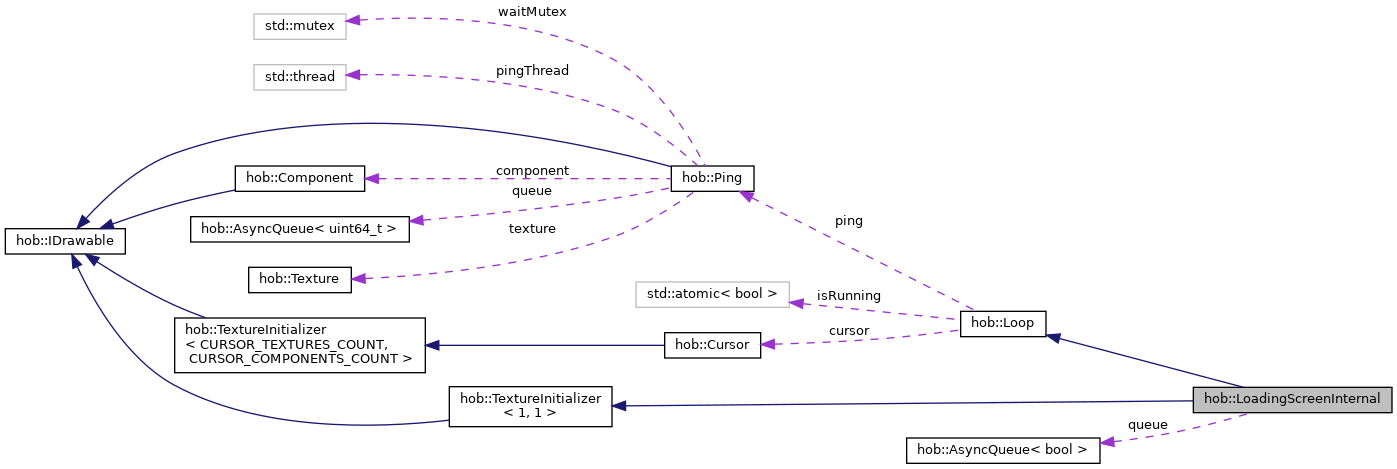 waitMutex
std::mutex
pingThread
std::thread
component
hob::Component
hob::Ping
queue
hob::AsyncQueue< uint64_t >
ping
texture
hob::IDrawable
hob::Texture
std::atomic< bool >
isRunning
hob::TextureInitializer
< CURSOR_TEXTURES_COUNT,
CURSOR_COMPONENTS_COUNT >
hob::Loop
cursor
hob::Cursor
hob::TextureInitializer
< 1, 1 >
hob::LoadingScreenInternal
queue
hob::AsyncQueue< bool >